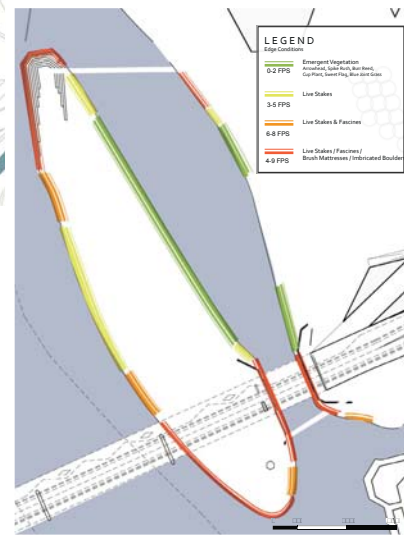 LEGEND
Edge Conditions
Emergent Vegetation
Arrowhead, Spike Rush, Burr Reed,
Cup Plant, Sweet Flag, Blue Joint Grass
0-2 FPS
Live Stakes
3-5 FPS
Live Stakes & Fascines
6-8 FPS
Live Stakes / Fascines /
Brush Mattresses / Imbricated Boulder
4-9 FPS